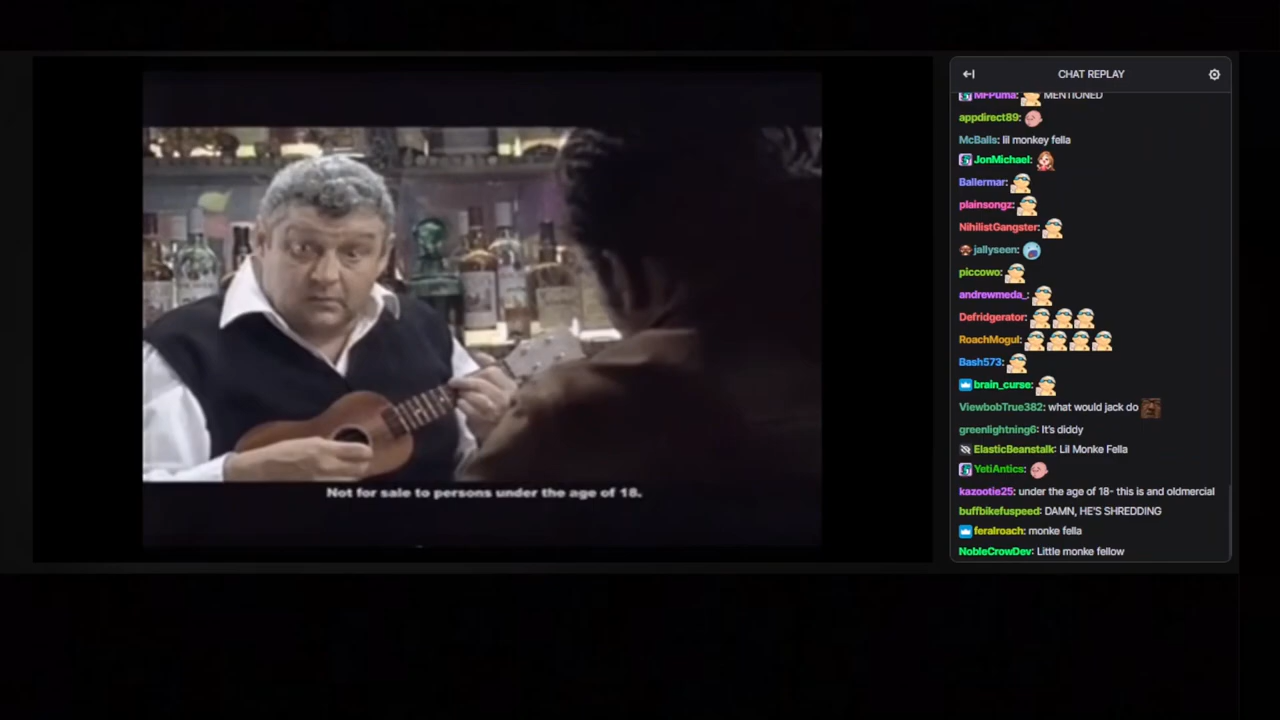 Not for sale to persons under the age of 18.
CHAT REPLAY
MFPuma: MENTIONED
appdirect89:
McBalls: lil monkey fella
JonMichael:
Ballermar:
plainsongz:
NihilistGangster:
jallyseen:
piccowo:
andrewmeda_:
Defridgerator:
RoachMogul:
Bash573:
brain_curse:
ViewbobTrue382: what would jack do
greenlightning6: It's diddy
ElasticBeanstalk: Lil Monke Fella
YetiAntics:
kazootie25: under the age of 18- this is and oldmercial
buffbikefuspeed: DAMN, HE'S SHREDDING
feralroach: monke fella
NobleCrowDev: Little monke fellow